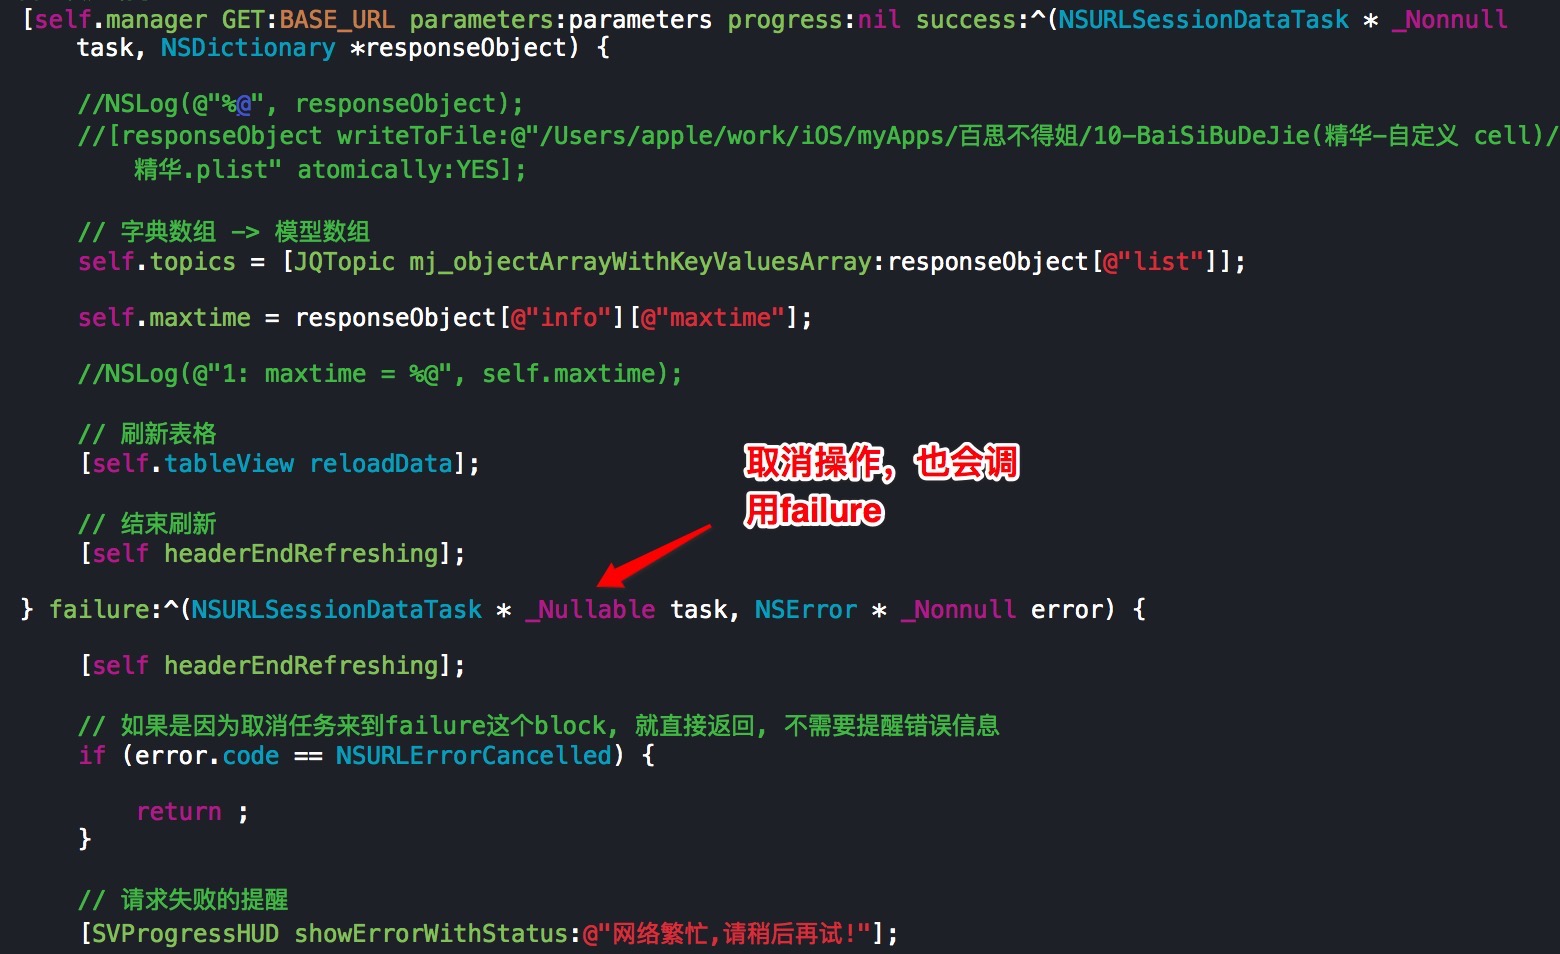 [self.manager GET:BASE_URL parameters:parameters progress:nil success:^(NSURLSessionDataTask * _Nonnull
task, NSDictionary *responseObject) {
//NSLog(@"%@", responseObject);
//[responseObject writeToFile:@"/Users/apple/work/iOS/myApps/百思不得姐/10-BaiSiBuDeJie(精华-自定义 cell)/
精华.plist" atomically:YES];
// 字典数组 -> 模型数组
self.topics = [JQTopic mj_objectArrayWithKeyValuesArray:responseObject[@"list"]];
self.maxtime = responseObject[@"info"][@"maxtime"];
//NSLog(@"1: maxtime = %@", self.maxtime);
// 刷新表格
[self.tableView reloadData];
取消操作，也会调
用failure
// 结束刷新
[self headerEndRefreshing];
} failure:^(NSURLSessionDataTask * _Nullable task, NSError * _Nonnull error) {
[self headerEndRefreshing];
// 如果是因为取消任务来到failure这个block, 就直接返回, 不需要提醒错误信息
if (error.code == NSURLErrorCancelled) {
return ;
}
// 请求失败的提醒
[SVProgressHUD showErrorWithStatus:@"网络繁忙,请稍后再试!"];